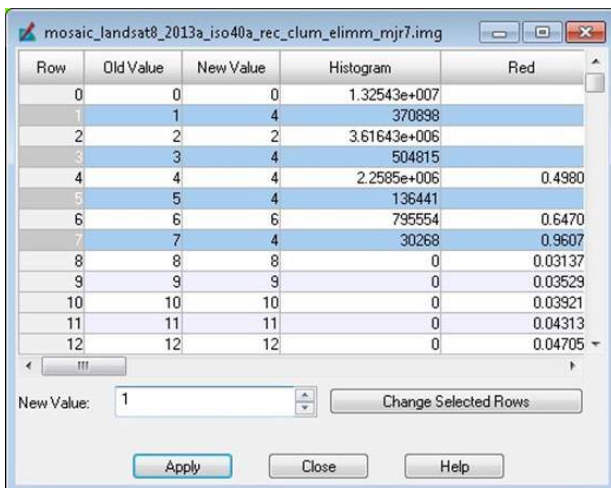 mosaic_landsat8_2013a_iso40a_rec_clum_elimm_mjr7.img
Row Old Value New Value Histogram Red
0 0 0 1.32543e+007
1 1 4 370898
2 2 2 3.61643e+006
3 3 4 504815
4 4 4 2.2585e+006 0.4980
5 5 4 136441
6 6 6 795554 0.6470
7 7 4 30268 0.9607
8 8 8 0 0.03137
9 9 9 0 0.03529
10 10 10 0 0.03921
11 11 11 0 0.04313
12 12 12 0 0.04705
New Value: 1 Change Selected Rows
Apply Close Help